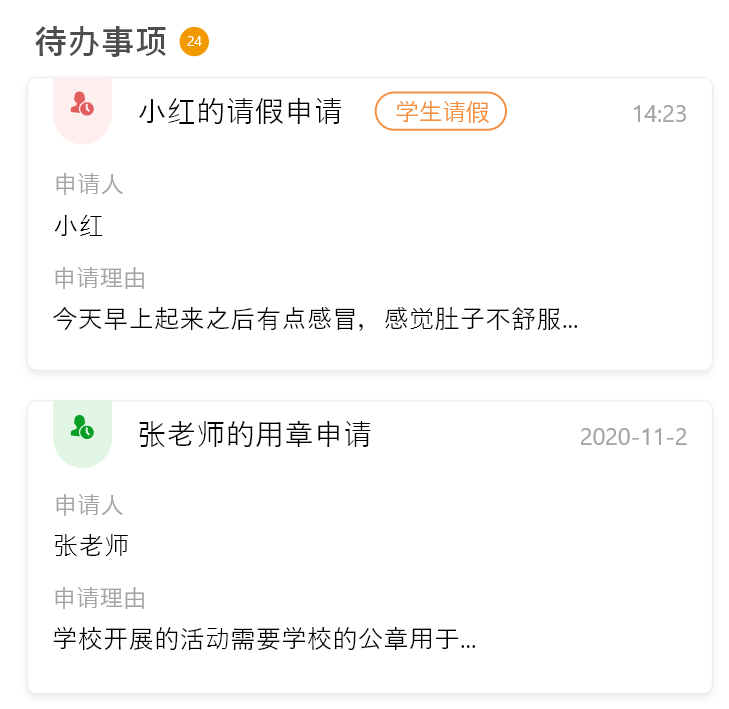 待办事项 24
小红的请假申请 学生请假 14:23
申请人
小红
申请理由
今天早上起来之后有点感冒，感觉肚子不舒服...
张老师的用章申请 2020-11-2
申请人
张老师
申请理由
学校开展的活动需要学校的公章用于...